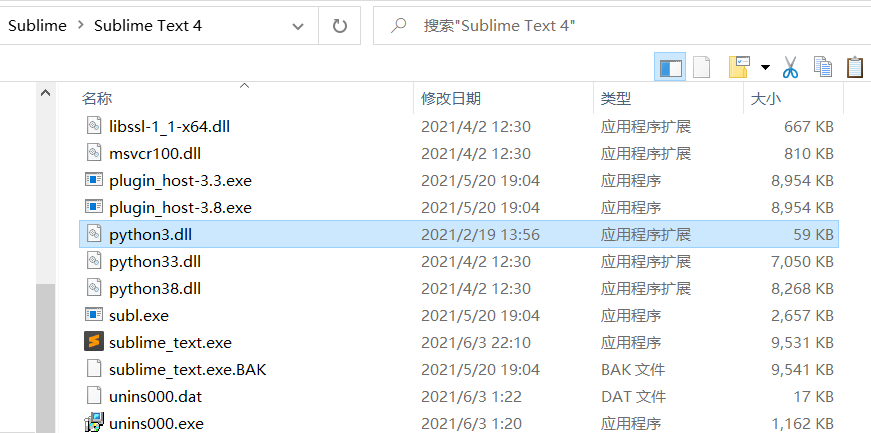 Sublime > Sublime Text 4 搜索"Sublime Text 4"
名称 修改日期 类型 大小
libssl-1_1-x64.dll 2021/4/2 12:30 应用程序扩展 667 KB
msvcr100.dll 2021/4/2 12:30 应用程序扩展 810 KB
plugin_host-3.3.exe 2021/5/20 19:04 应用程序 8,954 KB
plugin_host-3.8.exe 2021/5/20 19:04 应用程序 8,954 KB
python3.dll 2021/2/19 13:56 应用程序扩展 59 KB
python33.dll 2021/4/2 12:30 应用程序扩展 7,050 KB
python38.dll 2021/4/2 12:30 应用程序扩展 8,268 KB
subl.exe 2021/5/20 19:04 应用程序 2,657 KB
sublime_text.exe 2021/6/3 22:10 应用程序 9,531 KB
sublime_text.exe.BAK 2021/5/20 19:04 BAK 文件 9,541 KB
unins000.dat 2021/6/3 1:22 DAT 文件 17 KB
unins000.exe 2021/6/3 1:20 应用程序 1,162 KB